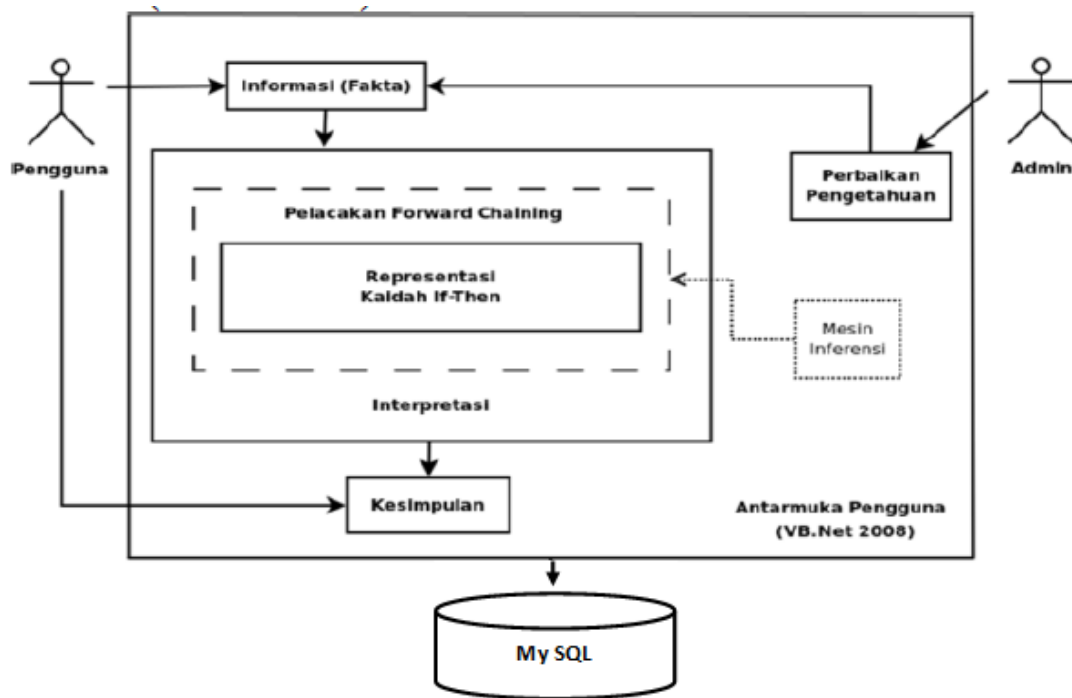 Informasi (Fakta)
Pengguna
Admin
Perbaikan
Pengetahuan
Pelacakan Forward Chaining
Representasi
Kaidah If-Then
Mesin
Inferensi
Interpretasi
Kesimpulan
Antarmuka Pengguna
(VB.Net 2008)
My SQL